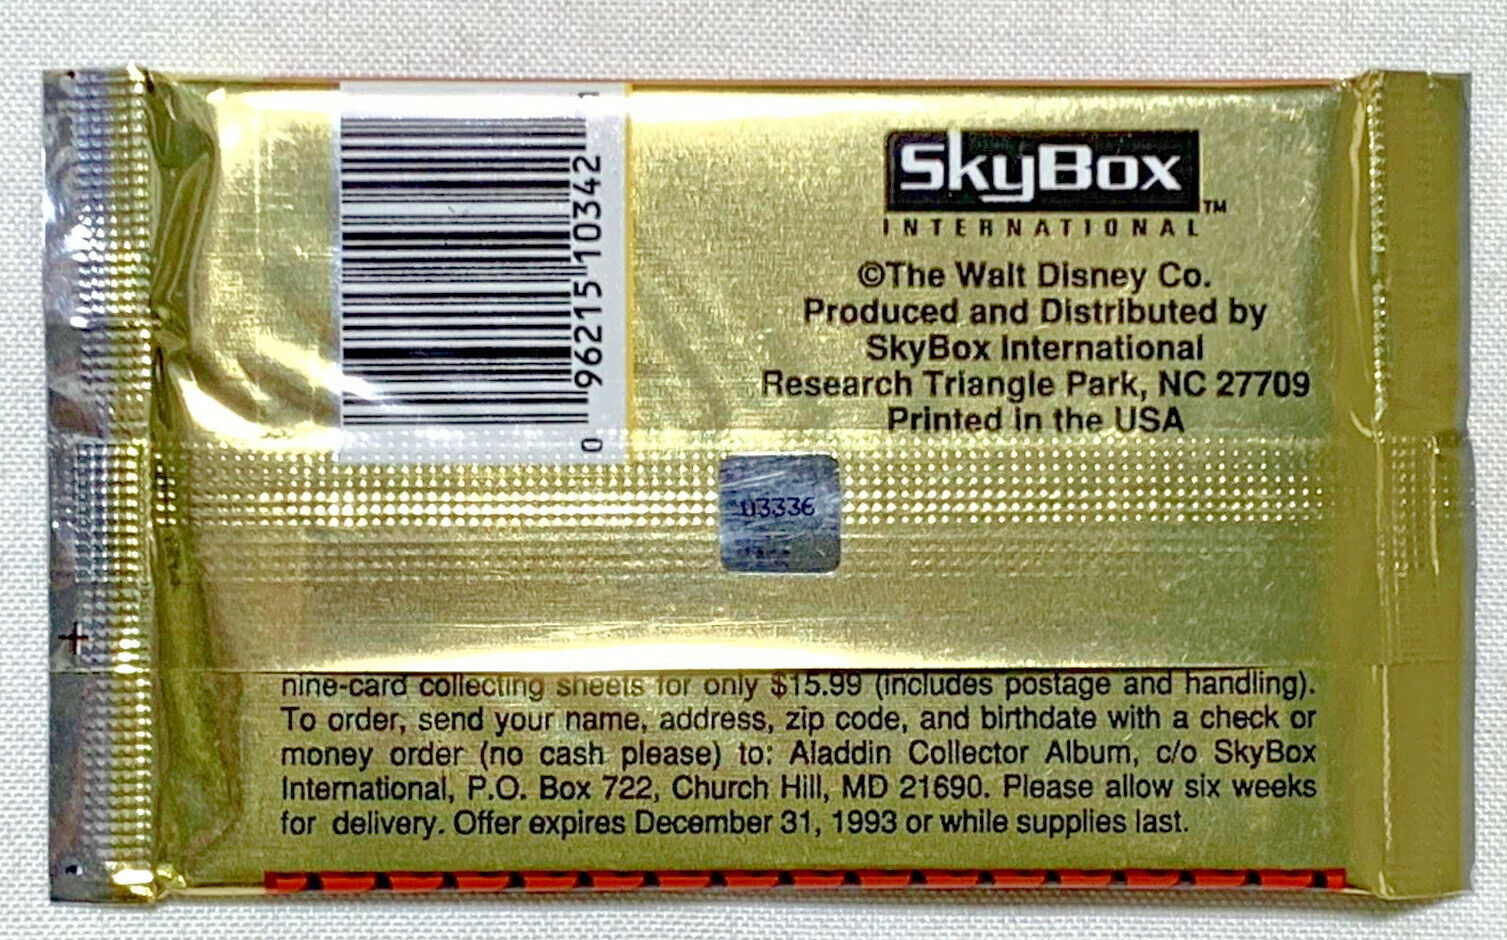 SkyBox
TM
INTERNATIONAL
©The Walt Disney Co.
Produced and Distributed by
SkyBox International
Research Triangle Park, NC 27709
Printed in the USA
0 96215 10342 1
03336
nine-card collecting sheets for only $15.99 (includes postage and handling).
To order, send your name, address, zip code, and birthdate with a check or
money order (no cash please) to: Aladdin Collector Album, c/o SkyBox
International, P.O. Box 722, Church Hill, MD 21690. Please allow six weeks
for delivery. Offer expires December 31, 1993 or while supplies last.